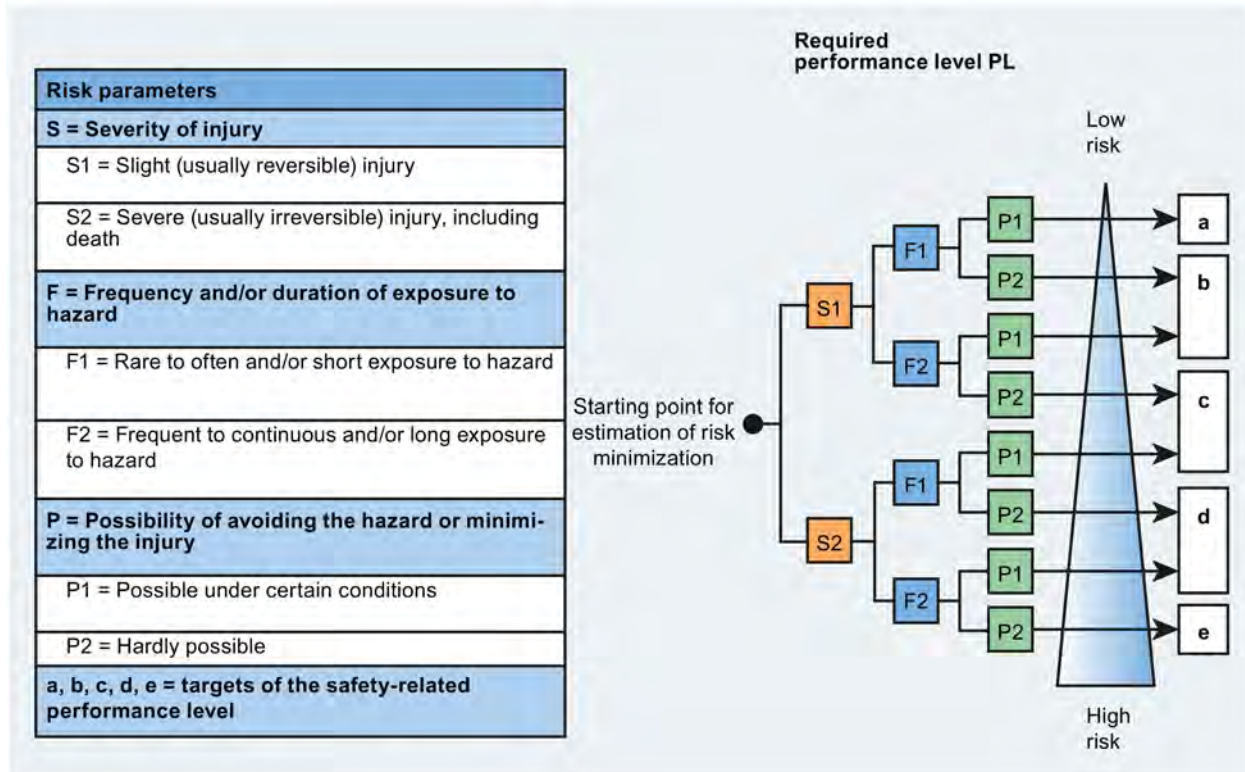 Risk parameters
S = Severity of injury
S1 = Slight (usually reversible) injury
S2 = Severe (usually irreversible) injury, including
death
F = Frequency and/or duration of exposure to
hazard
F1 = Rare to often and/or short exposure to hazard
F2 = Frequent to continuous and/or long exposure
to hazard
P = Possibility of avoiding the hazard or minimi-
zing the injury
P1 = Possible under certain conditions
P2 = Hardly possible
a, b, c, d, e = targets of the safety-related
performance level
Starting point for
estimation of risk
minimization
Required
performance level PL
Low
risk
S1
F1
P1
a
P2
b
F2
P1
P2
c
S2
F1
P1
P2
d
F2
P1
P2
e
High
risk